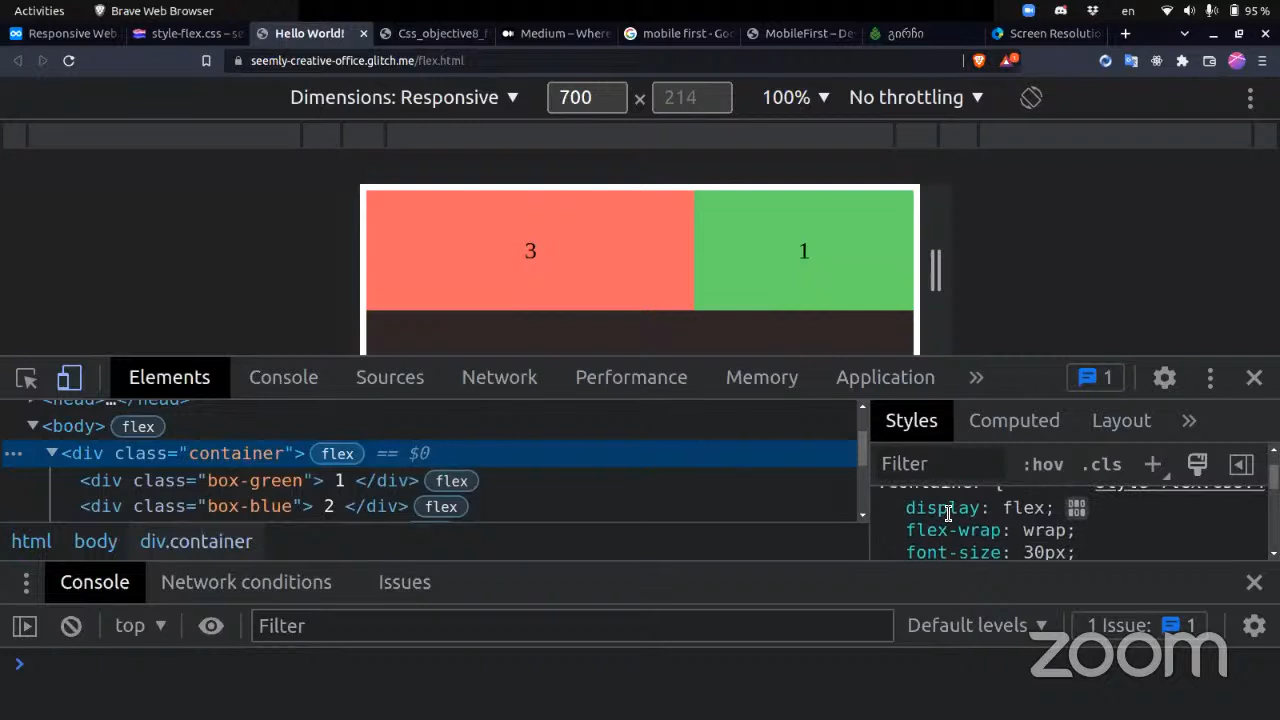 Activities
Brave Web Browser
en
95 %
Responsive Web
style-flex.css – se
Hello World!
Css_objective8_f
Medium – Where
mobile first - Goo
MobileFirst – De
გირჩი
Screen Resolutio
seemly-creative-office.glitch.me/flex.html
Dimensions: Responsive ▼
700 × 214
100% ▼
No throttling ▼
3
1
Elements
Console
Sources
Network
Performance
Memory
Application
»
1
▼<body> flex
••• ▼<div class="container"> flex == $0
<div class="box-green"> 1 </div> flex
<div class="box-blue"> 2 </div> flex
html body div.container
Styles
Computed
Layout
»
Filter
:hov .cls +
display: flex;
flex-wrap: wrap;
font-size: 30px;
Console
Network conditions
Issues
top ▼
Filter
Default levels ▼
1 Issue: 1
zoom